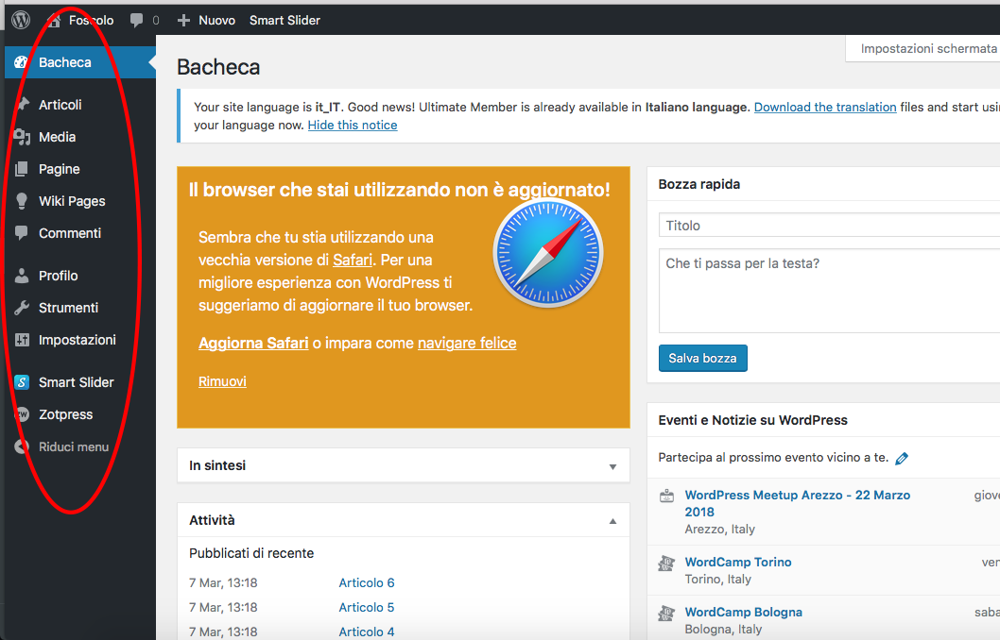 Foscolo 0 Nuovo Smart Slider
Bacheca
Articoli
Media
Pagine
Wiki Pages
Commenti
Profilo
Strumenti
Impostazioni
Smart Slider
Zotpress
Riduci menu
Impostazioni schermata
Bacheca
Your site language is it_IT. Good news! Ultimate Member is already available in Italiano language. Download the translation files and start usin
your language now. Hide this notice
Il browser che stai utilizzando non è aggiornato!
Sembra che tu stia utilizzando una
vecchia versione di Safari. Per una
migliore esperienza con WordPress ti
suggeriamo di aggiornare il tuo browser.
Aggiorna Safari o impara come navigare felice
Rimuovi
In sintesi
Attività
Pubblicati di recente
7 Mar, 13:18 Articolo 6
7 Mar, 13:18 Articolo 5
7 Mar, 13:18 Articolo 4
Bozza rapida
Titolo
Che ti passa per la testa?
Salva bozza
Eventi e Notizie su WordPress
Partecipa al prossimo evento vicino a te.
WordPress Meetup Arezzo - 22 Marzo giove
2018
Arezzo, Italy
WordCamp Torino ven
Torino, Italy
WordCamp Bologna saba
Bologna, Italy